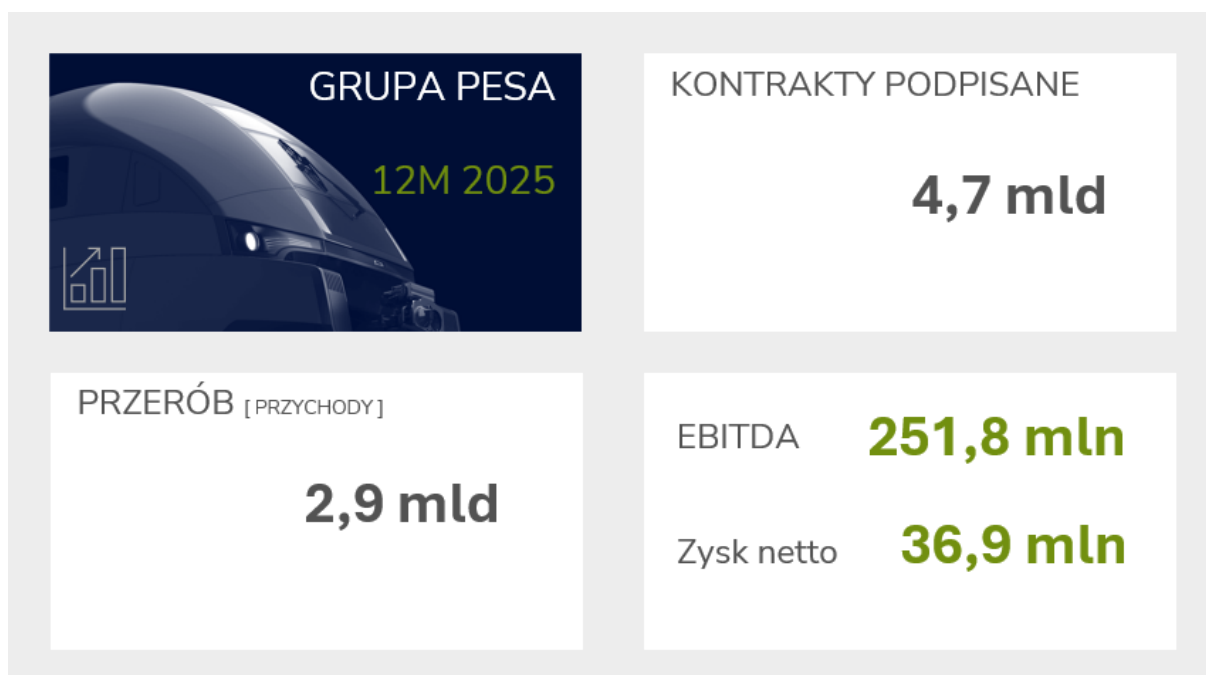 GRUPA PESA
12M 2025
KONTRAKTY PODPISANE
4,7 mld
PRZERÓB [ PRZYCHODY ]
2,9 mld
EBITDA 251,8 mln
Zysk netto 36,9 mln